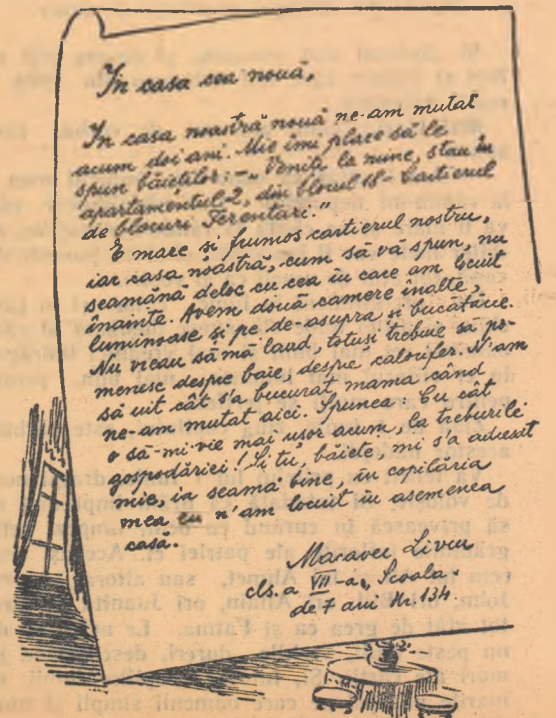 In casa cea nouă,
In casa noastră nouă ne-am mutat
acum doi ani. Mie îmi place să le
spun băieților: - „Veniți la mine, stau în
apartamentul 2, din blocul 18 - Cartierul
de blocuri Ferentari."
E mare și frumos cartierul nostru,
iar casa noastră, cum să vă spun, nu
seamănă deloc cu cea în care am locuit
înainte. Avem două camere înalte,
luminoase și pe de-asupra și bucătărie.
Nu vreau să mă laud, totuși trebuie să po-
menesc despre baie, despre calorifer. N'am
să uit cât s'a bucurat mama când
ne-am mutat aici. Spunea: Cu cât
o să-mi vie mai ușor acum, la treburile
gospodăriei! Și tu, băiete, mi s'a adresat
mie, ia seama bine, în copilăria
mea eu n'am locuit în asemenea
casă.
Maravec Liviu
cls. a VII-a, Școala
de 7 ani Nr. 134